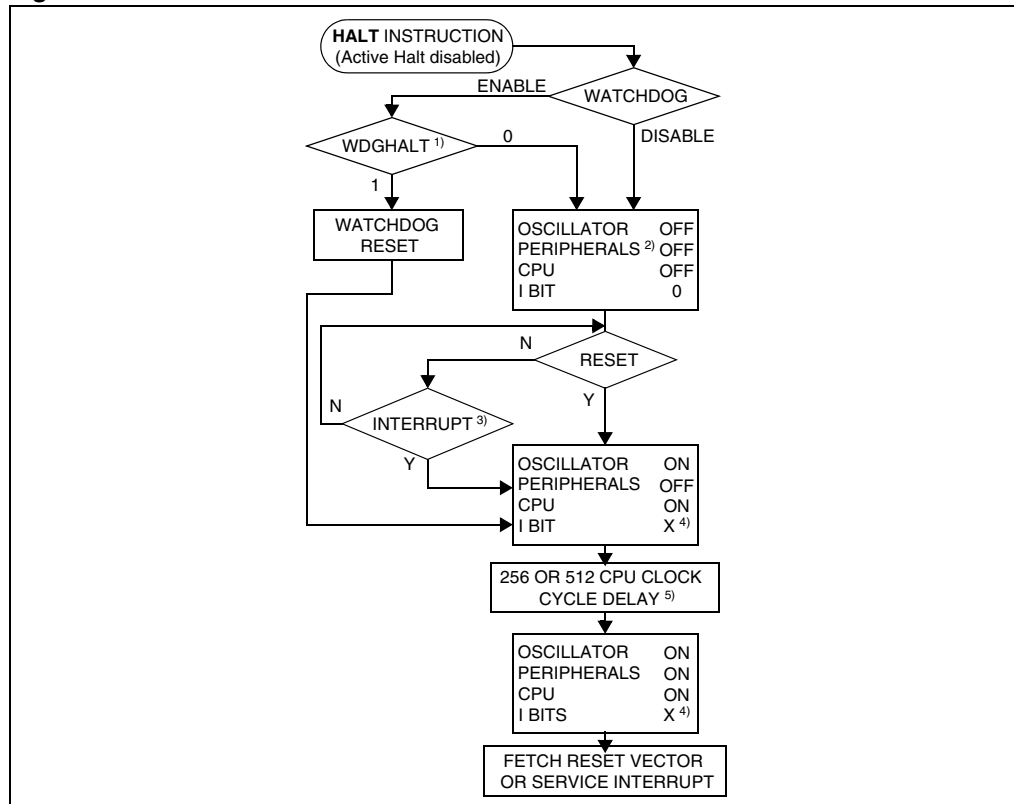 HALT INSTRUCTION
(Active Halt disabled)
ENABLE
WATCHDOG
WDGHALT 1)
0
DISABLE
1
WATCHDOG
RESET
OSCILLATOR OFF
PERIPHERALS 2) OFF
CPU OFF
I BIT 0
N
RESET
N
INTERRUPT 3)
Y
Y
OSCILLATOR ON
PERIPHERALS OFF
CPU ON
I BIT X 4)
256 OR 512 CPU CLOCK
CYCLE DELAY 5)
OSCILLATOR ON
PERIPHERALS ON
CPU ON
I BITS X 4)
FETCH RESET VECTOR
OR SERVICE INTERRUPT